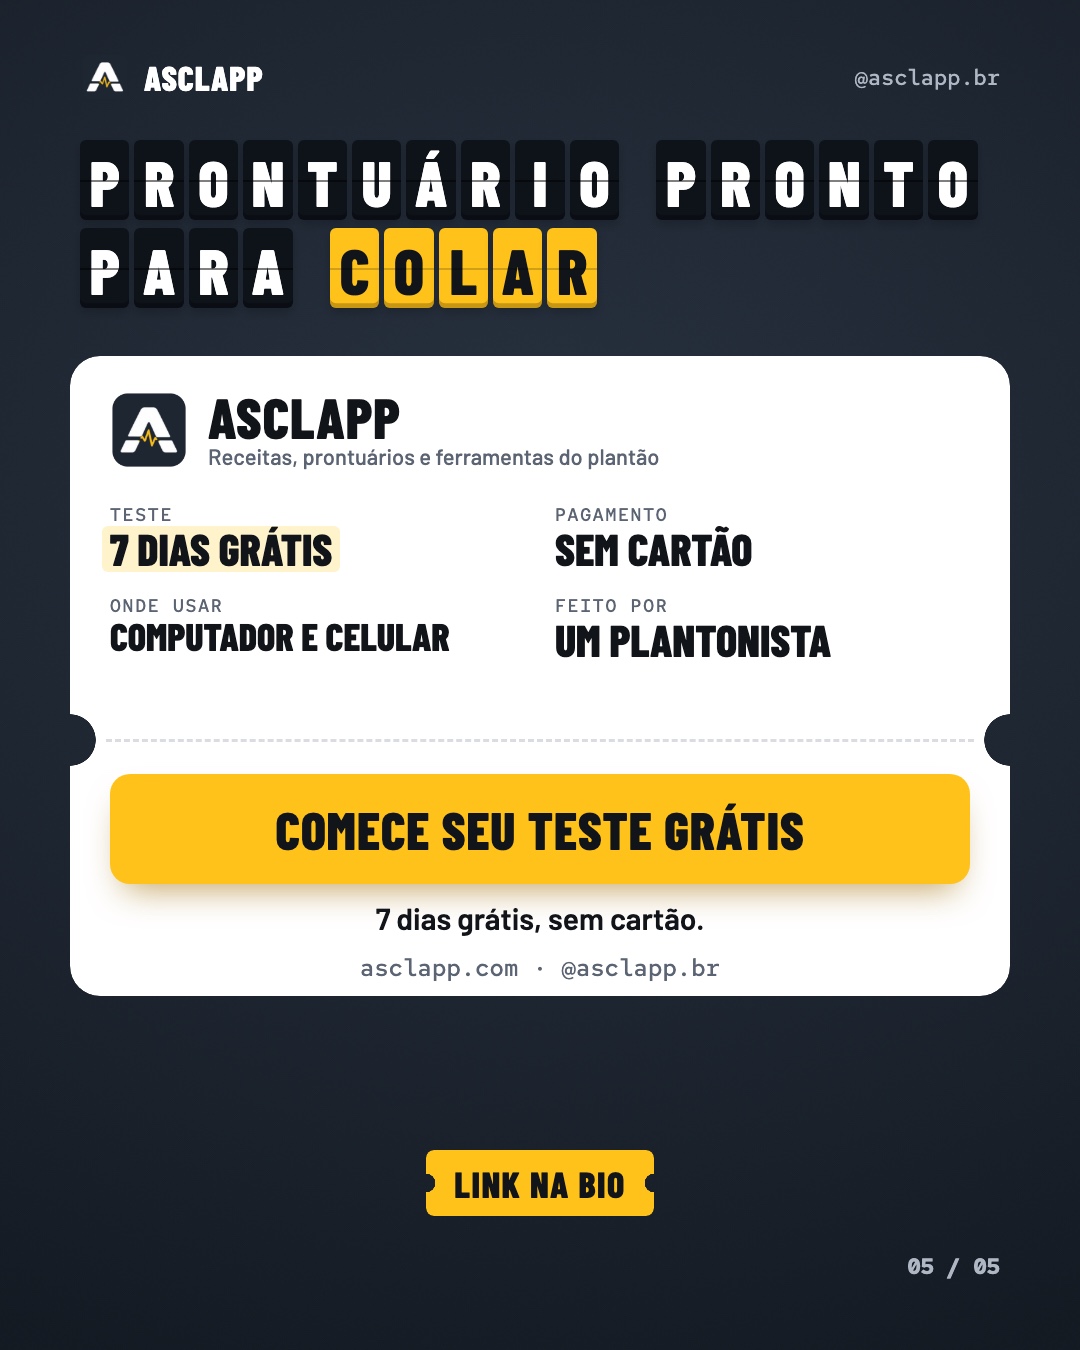 ASCLAPP
@asclapp.br
PRONTUÁRIO PRONTO
PARA COLAR
ASCLAPP
Receitas, prontuários e ferramentas do plantão
TESTE
7 DIAS GRÁTIS
PAGAMENTO
SEM CARTÃO
ONDE USAR
COMPUTADOR E CELULAR
FEITO POR
UM PLANTONISTA
COMECE SEU TESTE GRÁTIS
7 dias grátis, sem cartão.
asclapp.com · @asclapp.br
LINK NA BIO
05 / 05